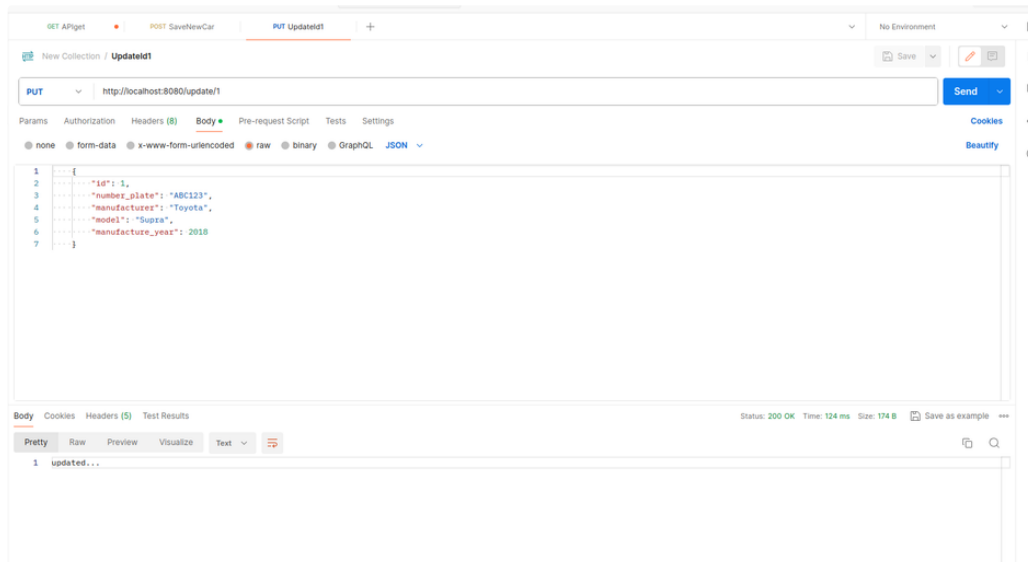 GET APIget POST SaveNewCar PUT UpdateId1 + No Environment
New Collection / UpdateId1 Save
PUT http://localhost:8080/update/1 Send
Params Authorization Headers (8) Body Pre-request Script Tests Settings Cookies
none form-data x-www-form-urlencoded raw binary GraphQL JSON Beautify
1 {
2 "id": 1,
3 "number_plate": "ABC123",
4 "manufacturer": "Toyota",
5 "model": "Supra",
6 "manufacture_year": 2018
7 }
Body Cookies Headers (5) Test Results Status: 200 OK Time: 124 ms Size: 174 B Save as example
Pretty Raw Preview Visualize Text
1 updated...